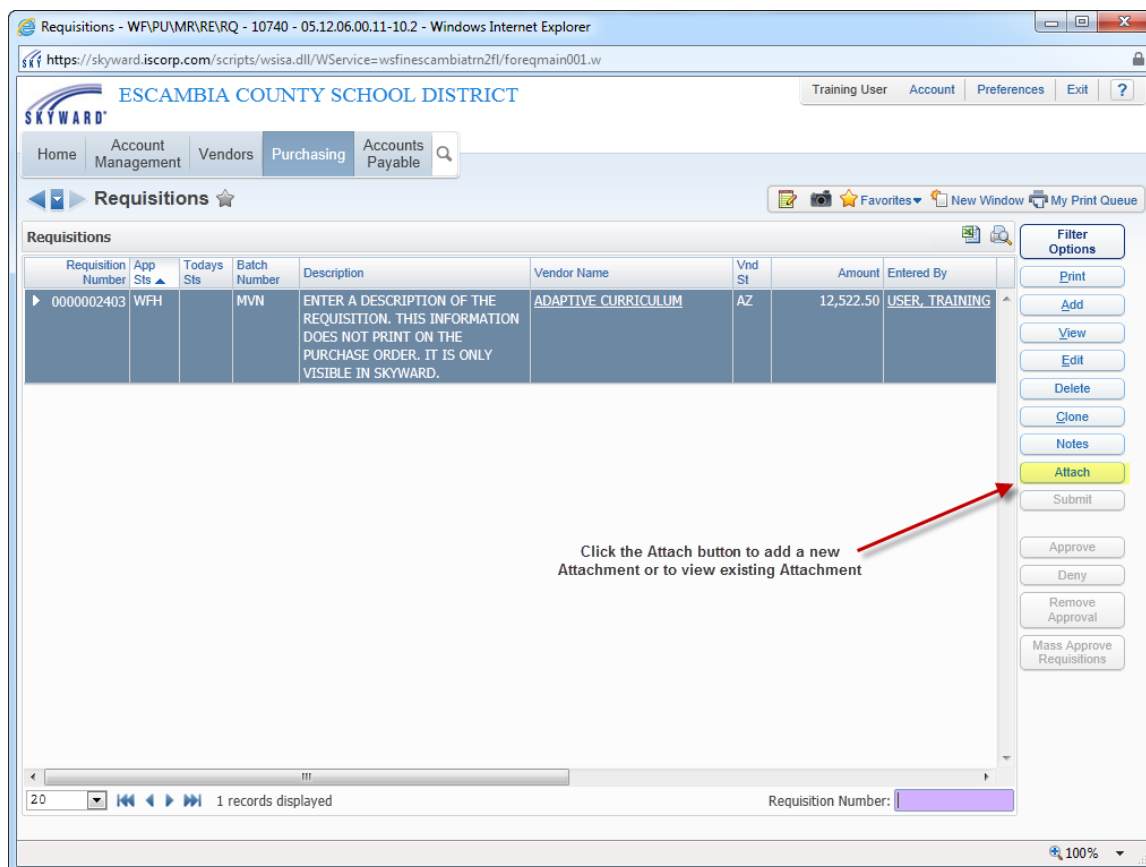 Requisitions - WF\PU\MR\RE\RQ - 10740 - 05.12.06.00.11-10.2 - Windows Internet Explorer
https://skyward.iscorp.com/scripts/wsisa.dll/WService=wsfinescambiatrn2fl/foreqmain001.w
SKYWARD
ESCAMBIA COUNTY SCHOOL DISTRICT
Training User Account Preferences Exit ?
Home Account Management Vendors Purchasing Accounts Payable
Requisitions
Favorites New Window My Print Queue
Requisitions
Requisition Number App Sts Todays Sts Batch Number Description Vendor Name Vnd St Amount Entered By
0000002403 WFH MVN ENTER A DESCRIPTION OF THE ADAPTIVE CURRICULUM AZ 12,522.50 USER, TRAINING
REQUISITION. THIS INFORMATION
DOES NOT PRINT ON THE
PURCHASE ORDER. IT IS ONLY
VISIBLE IN SKYWARD.
Filter
Options
Print
Add
View
Edit
Delete
Clone
Notes
Attach
Submit
Click the Attach button to add a new
Attachment or to view existing Attachment
Approve
Deny
Remove
Approval
Mass Approve
Requisitions
20 1 records displayed Requisition Number:
100%